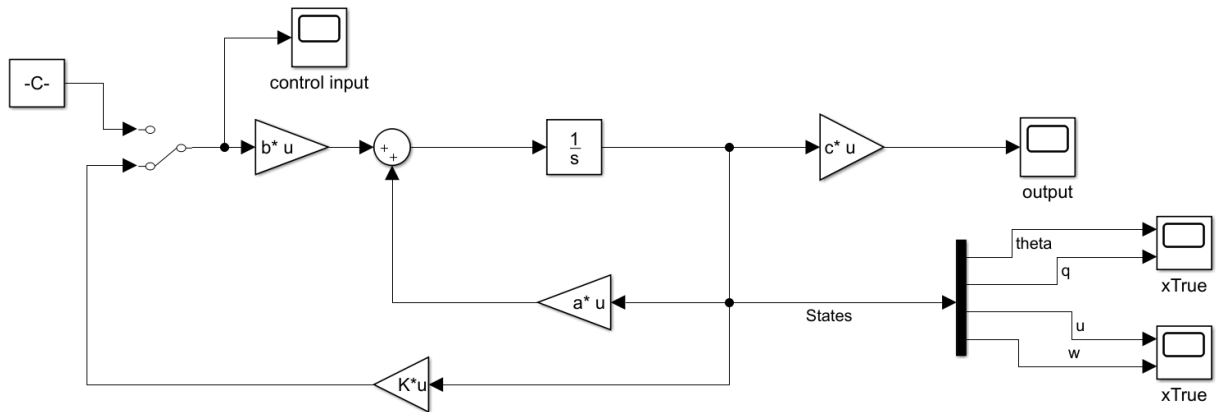 -C-
control input
b* u
+
+
1
s
c* u
output
theta
q
xTrue
a* u
States
u
w
xTrue
K*u